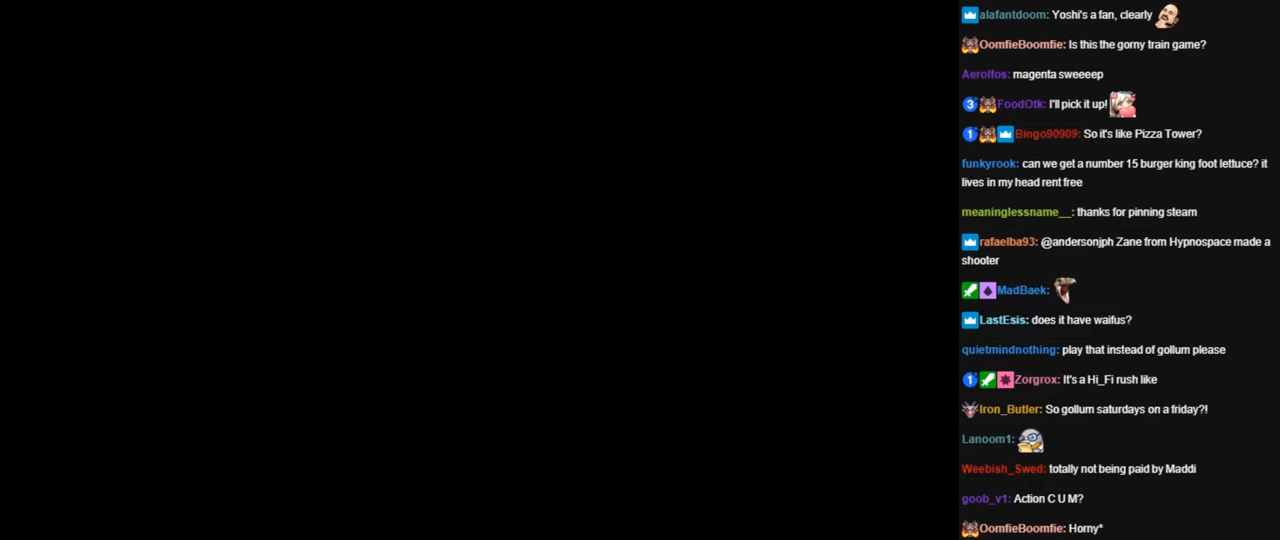 alafantdoom: Yoshi's a fan, clearly
OomfieBoomfie: Is this the gorny train game?
Aerolfos: magenta sweeeep
3 FoodOtk: I'll pick it up!
1 Bingo90909: So it's like Pizza Tower?
funkyrook: can we get a number 15 burger king foot lettuce? it
lives in my head rent free
meaninglessname__: thanks for pinning steam
rafaelba93: @andersonjph Zane from Hypnospace made a
shooter
MadBaek:
LastEsis: does it have waifus?
quietmindnothing: play that instead of gollum please
1 Zorgrox: It's a Hi_Fi rush like
Iron_Butler: So gollum saturdays on a friday?!
Lanoom1:
Weebish_Swed: totally not being paid by Maddi
goob_v1: Action C U M?
OomfieBoomfie: Horny*